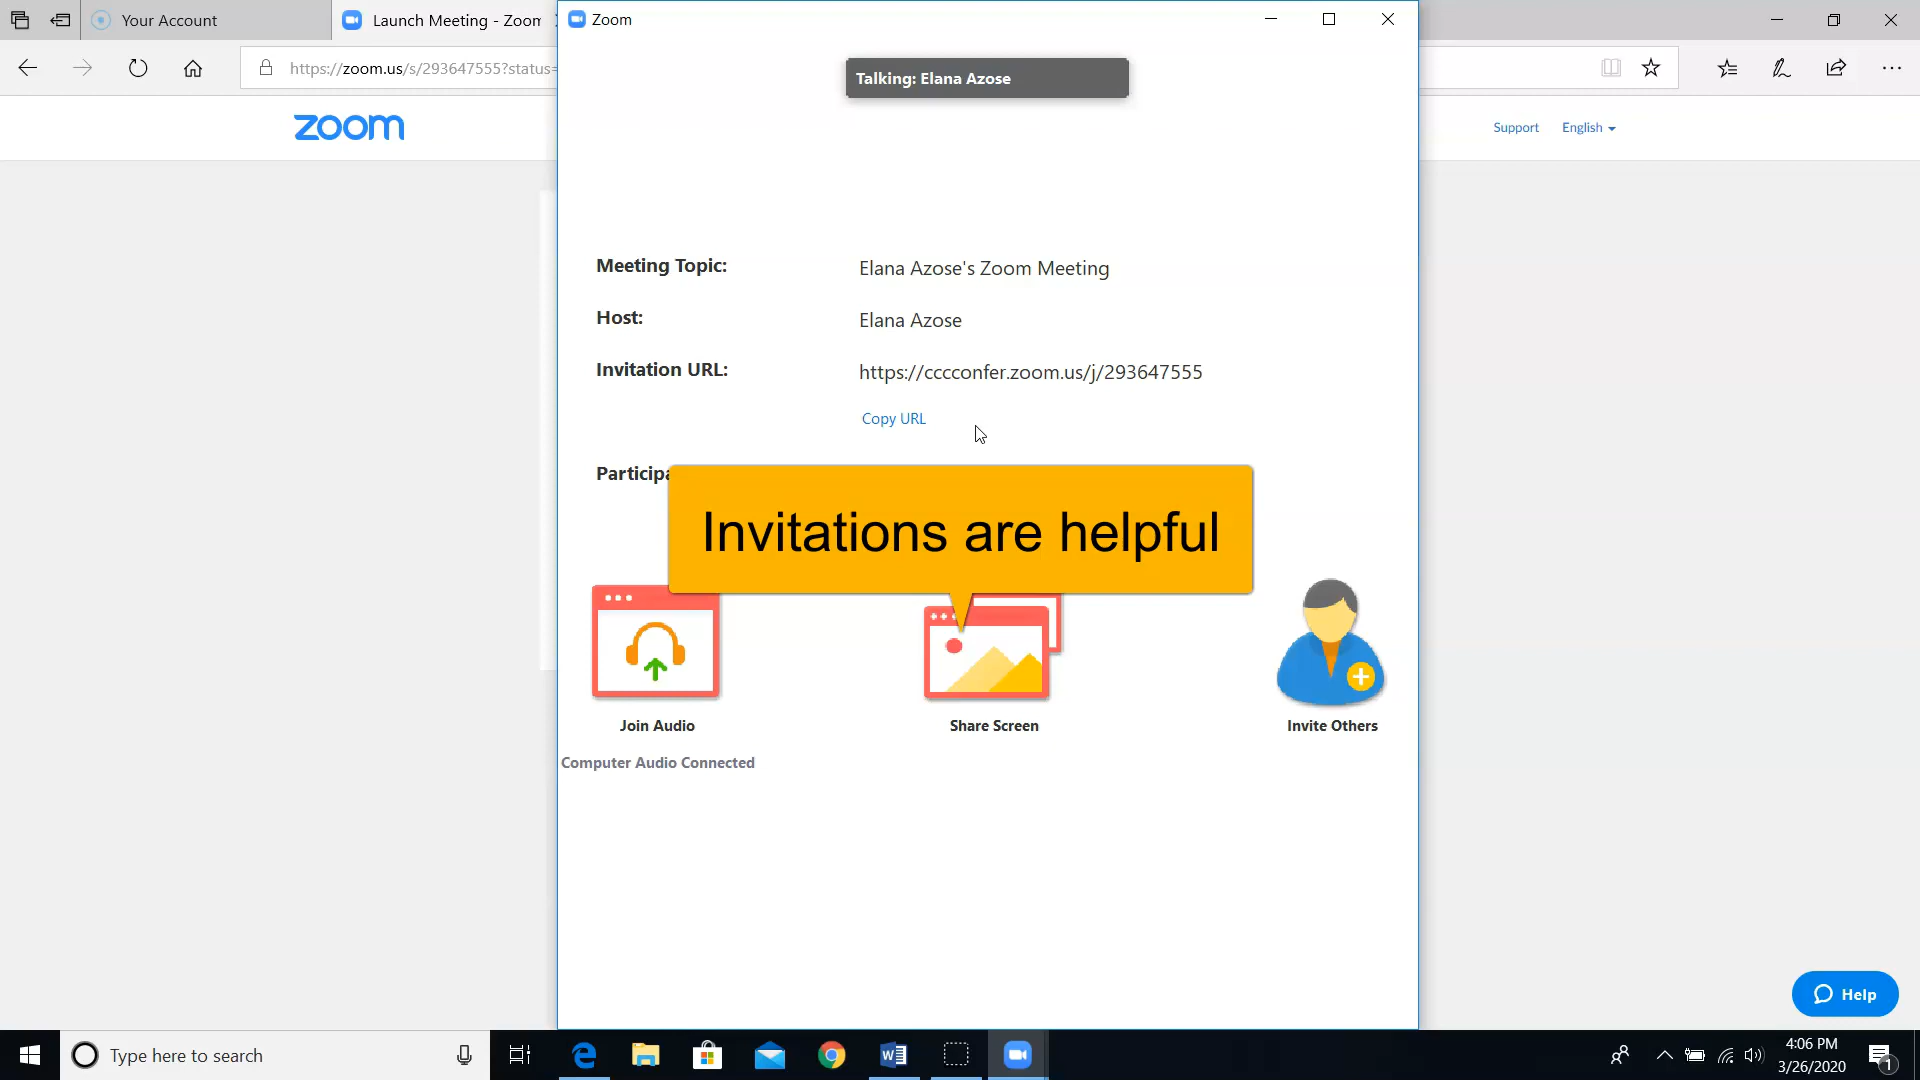 Your Account
Launch Meeting - Zoom
Zoom
https://zoom.us/s/293647555?status=
Talking: Elana Azose
zoom
Support
English
Meeting Topic:
Elana Azose's Zoom Meeting
Host:
Elana Azose
Invitation URL:
https://cccconfer.zoom.us/j/293647555
Copy URL
Participa
Invitations are helpful
Join Audio
Share Screen
Invite Others
Computer Audio Connected
Help
Type here to search
4:06 PM
3/26/2020
1